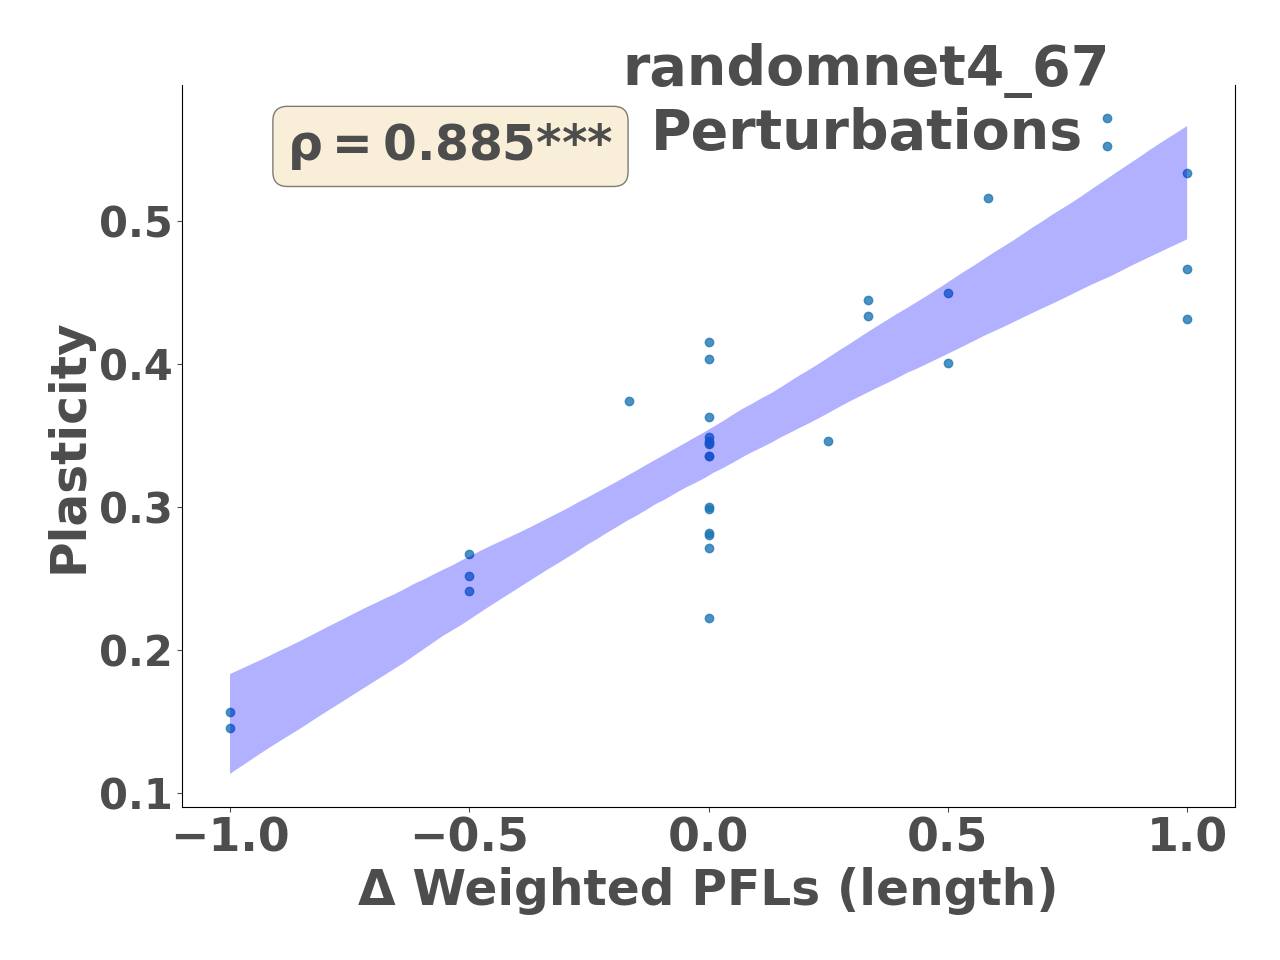 randomnet4_67
Perturbations
ρ = 0.885***
Plasticity
0.5
0.4
0.3
0.2
0.1
−1.0
−0.5
0.0
0.5
1.0
Δ Weighted PFLs (length)